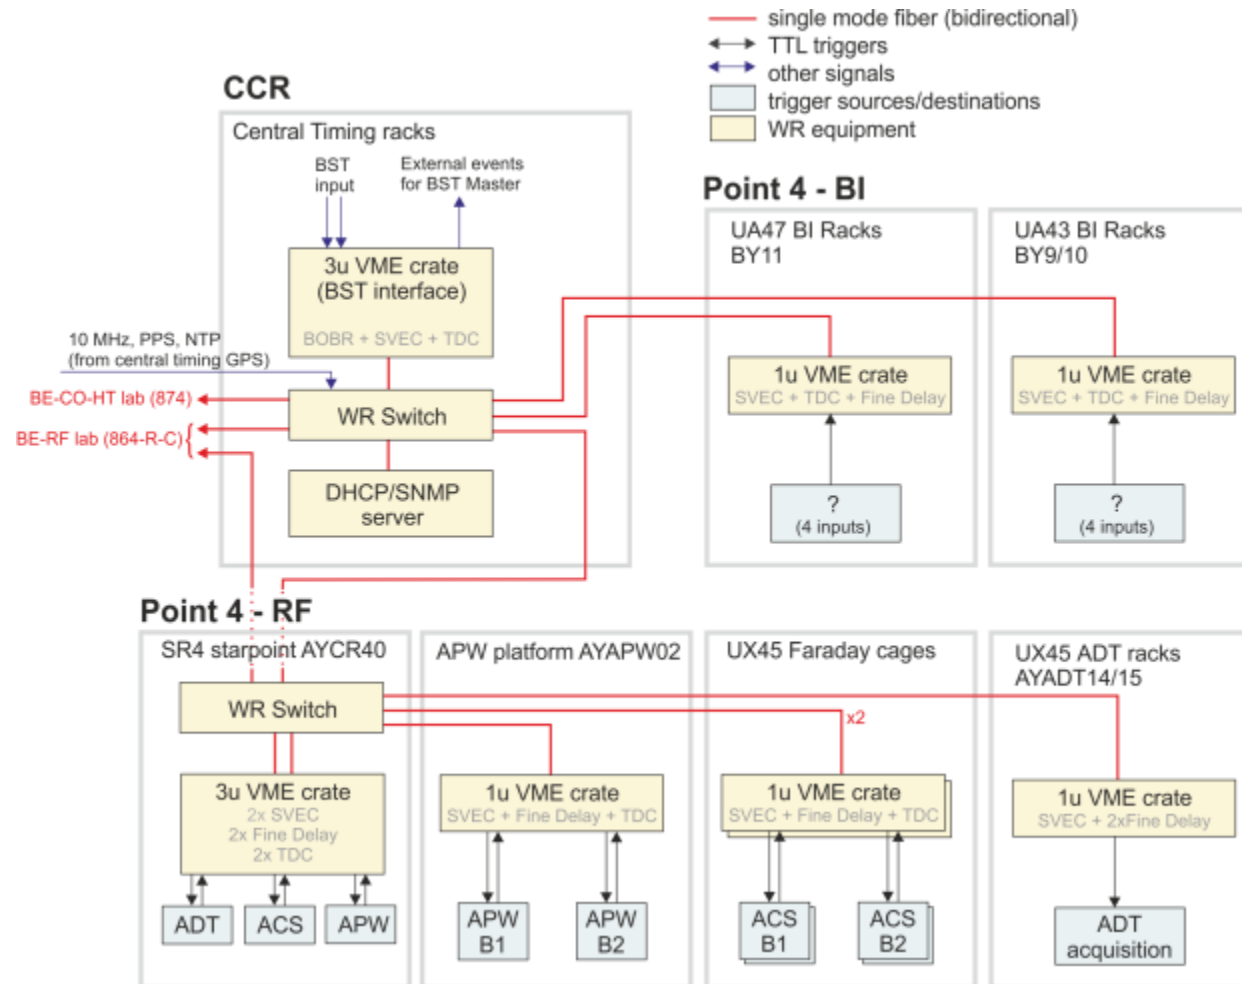 single mode fiber (bidirectional)
TTL triggers
other signals
trigger sources/destinations
WR equipment
CCR
Central Timing racks
BST
input
External events
for BST Master
3u VME crate
(BST interface)
BOBR + SVEC + TDC
10 MHz, PPS, NTP
(from central timing GPS)
BE-CO-HT lab (874)
BE-RF lab (864-R-C)
WR Switch
DHCP/SNMP
server
Point 4 - BI
UA47 BI Racks
BY11
1u VME crate
SVEC + TDC + Fine Delay
?
(4 inputs)
UA43 BI Racks
BY9/10
1u VME crate
SVEC + TDC + Fine Delay
?
(4 inputs)
Point 4 - RF
SR4 starpoint AYCR40
WR Switch
3u VME crate
2x SVEC
2x Fine Delay
2x TDC
ADT
ACS
APW
APW platform AYAPW02
1u VME crate
SVEC + Fine Delay + TDC
APW
B1
APW
B2
UX45 Faraday cages
x2
1u VME crate
SVEC + Fine Delay + TDC
ACS
B1
ACS
B2
UX45 ADT racks
AYADT14/15
1u VME crate
SVEC + 2xFine Delay
ADT
acquisition